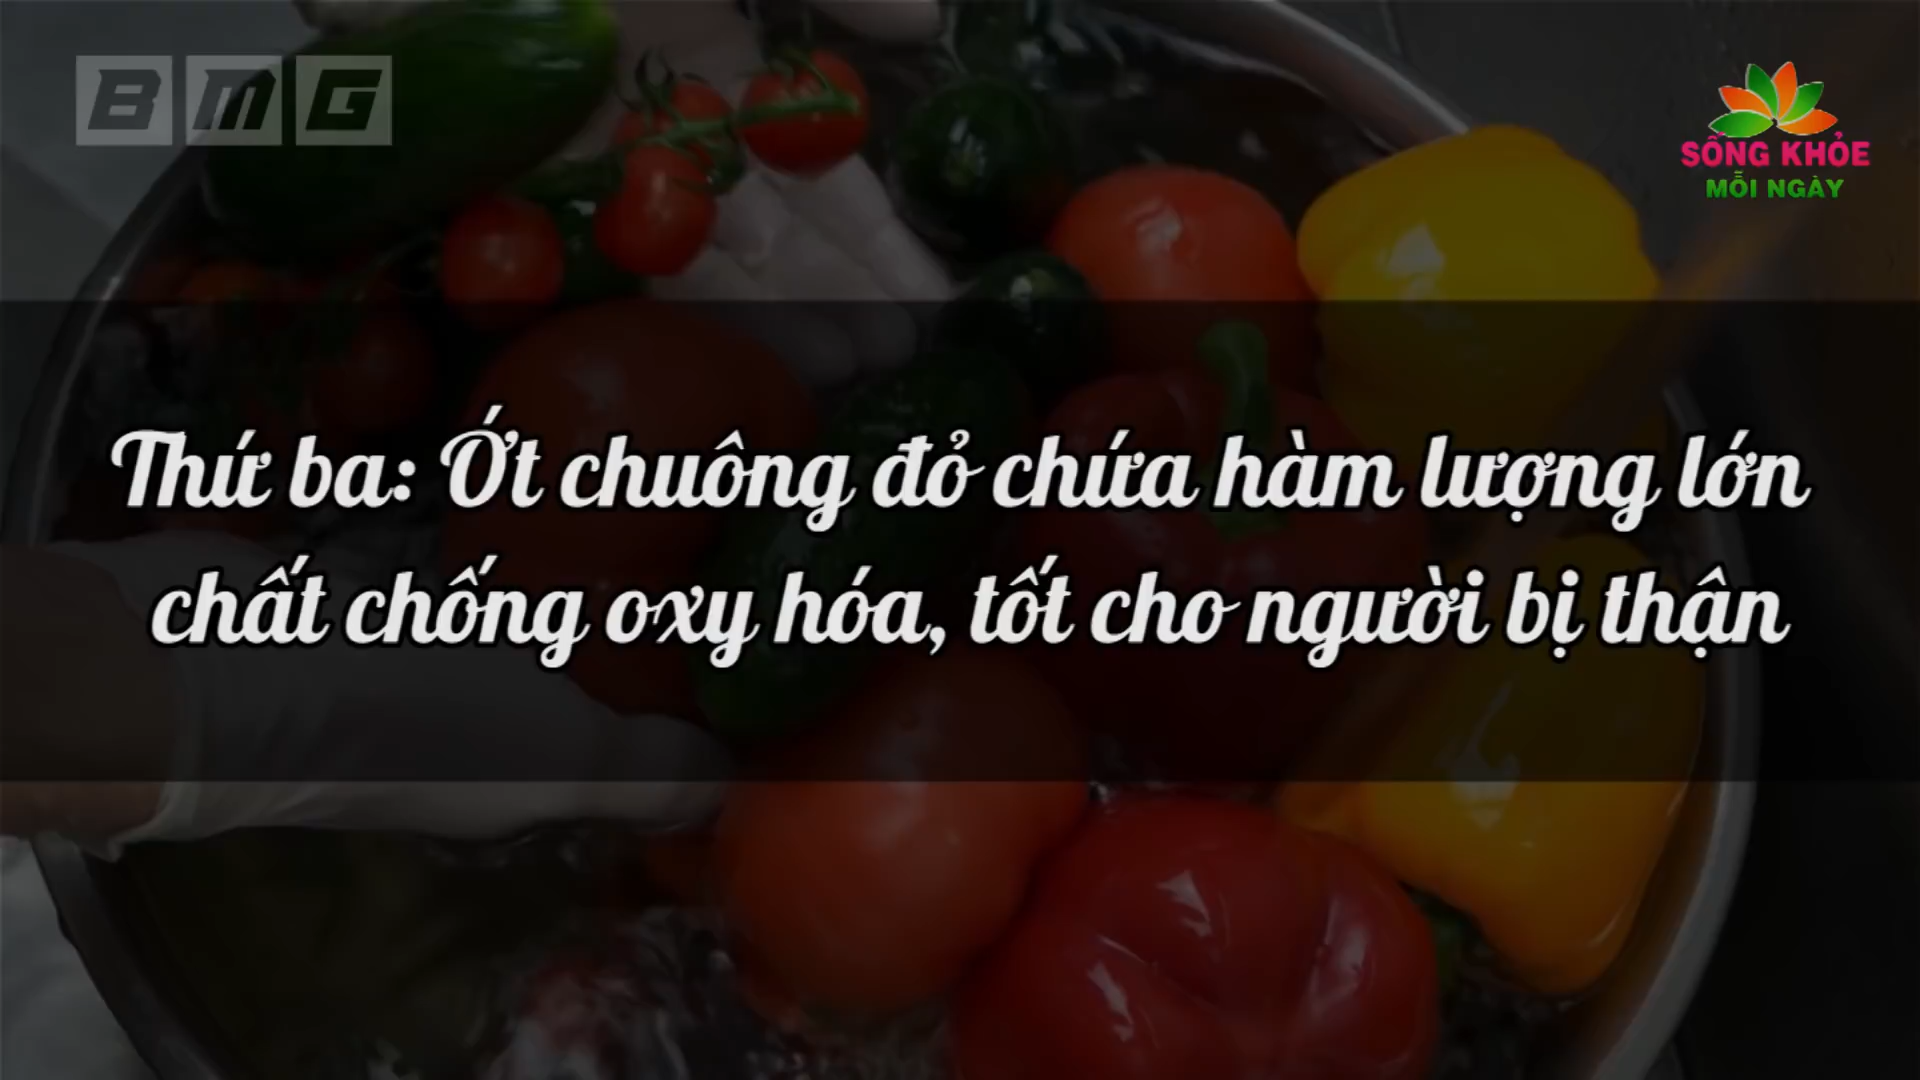 BMG
SỐNG KHỎE
MỖI NGÀY
Thứ ba: Ớt chuông đỏ chứa hàm lượng lớn
chất chống oxy hóa, tốt cho người bị thận